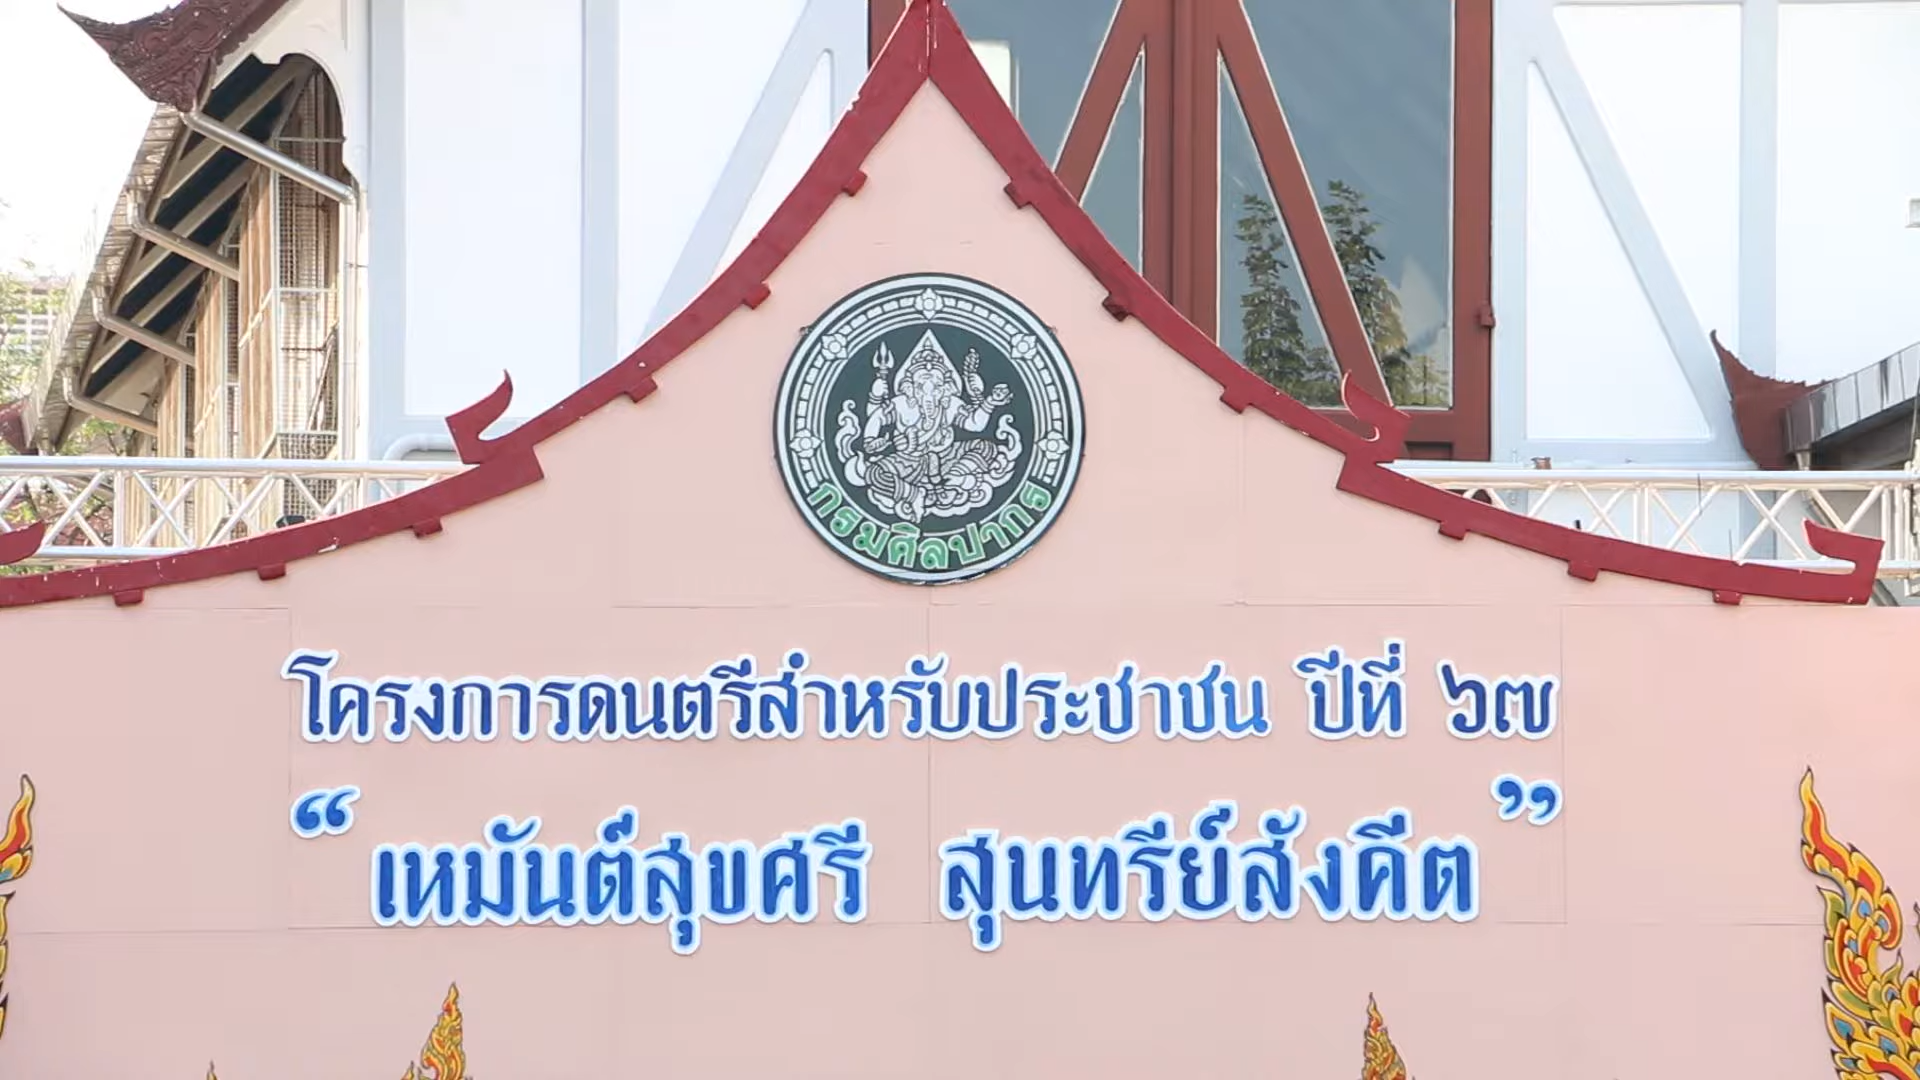 กรมศิลปากร
โครงการดนตรีสำหรับประชาชน ปีที่ ๖๗
“เหมันต์สุขศรี สุนทรีย์สังคีต”